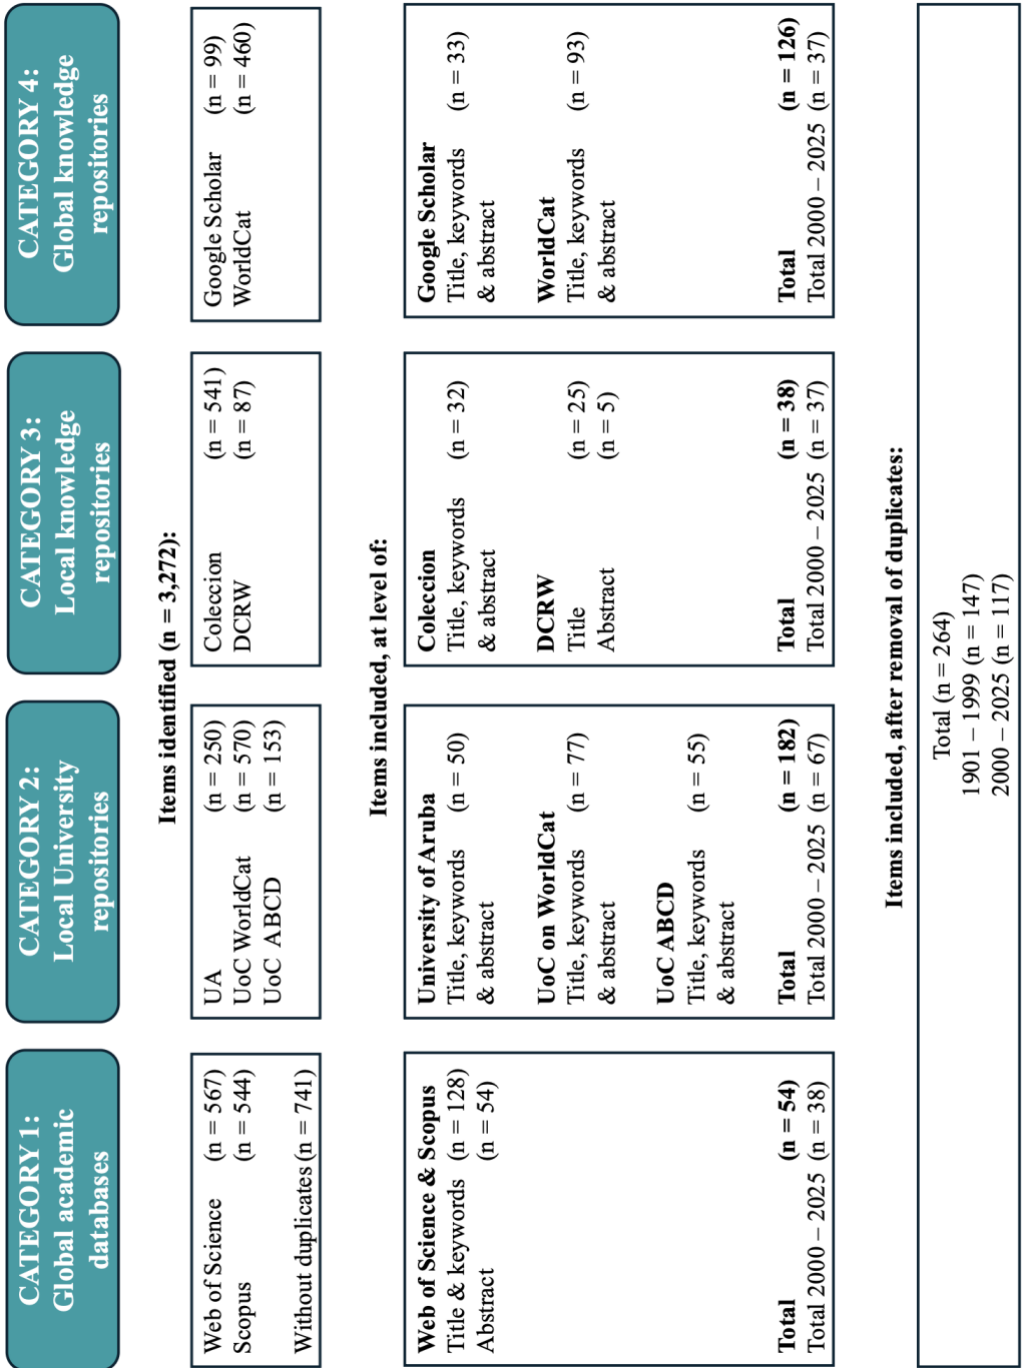 CATEGORY 1:
Global academic
databases
CATEGORY 2:
Local University
repositories
CATEGORY 3:
Local knowledge
repositories
CATEGORY 4:
Global knowledge
repositories
Items identified (n = 3,272):
Web of Science (n = 567)
Scopus (n = 544)
Without duplicates (n = 741)
UA (n = 250)
UoC WorldCat (n = 570)
UoC ABCD (n = 153)
Coleccion (n = 541)
DCRW (n = 87)
Google Scholar (n = 99)
WorldCat (n = 460)
Items included, at level of:
Web of Science & Scopus
Title & keywords (n = 128)
Abstract (n = 54)
Total (n = 54)
Total 2000 – 2025 (n = 38)
University of Aruba
Title, keywords (n = 50)
& abstract
UoC on WorldCat
Title, keywords (n = 77)
& abstract
UoC ABCD
Title, keywords (n = 55)
& abstract
Total (n = 182)
Total 2000 – 2025 (n = 67)
Coleccion
Title, keywords (n = 32)
& abstract
DCRW
Title (n = 25)
Abstract (n = 5)
Total (n = 38)
Total 2000 – 2025 (n = 37)
Google Scholar
Title, keywords (n = 33)
& abstract
WorldCat
Title, keywords (n = 93)
& abstract
Total (n = 126)
Total 2000 – 2025 (n = 37)
Items included, after removal of duplicates:
Total (n = 264)
1901 – 1999 (n = 147)
2000 – 2025 (n = 117)